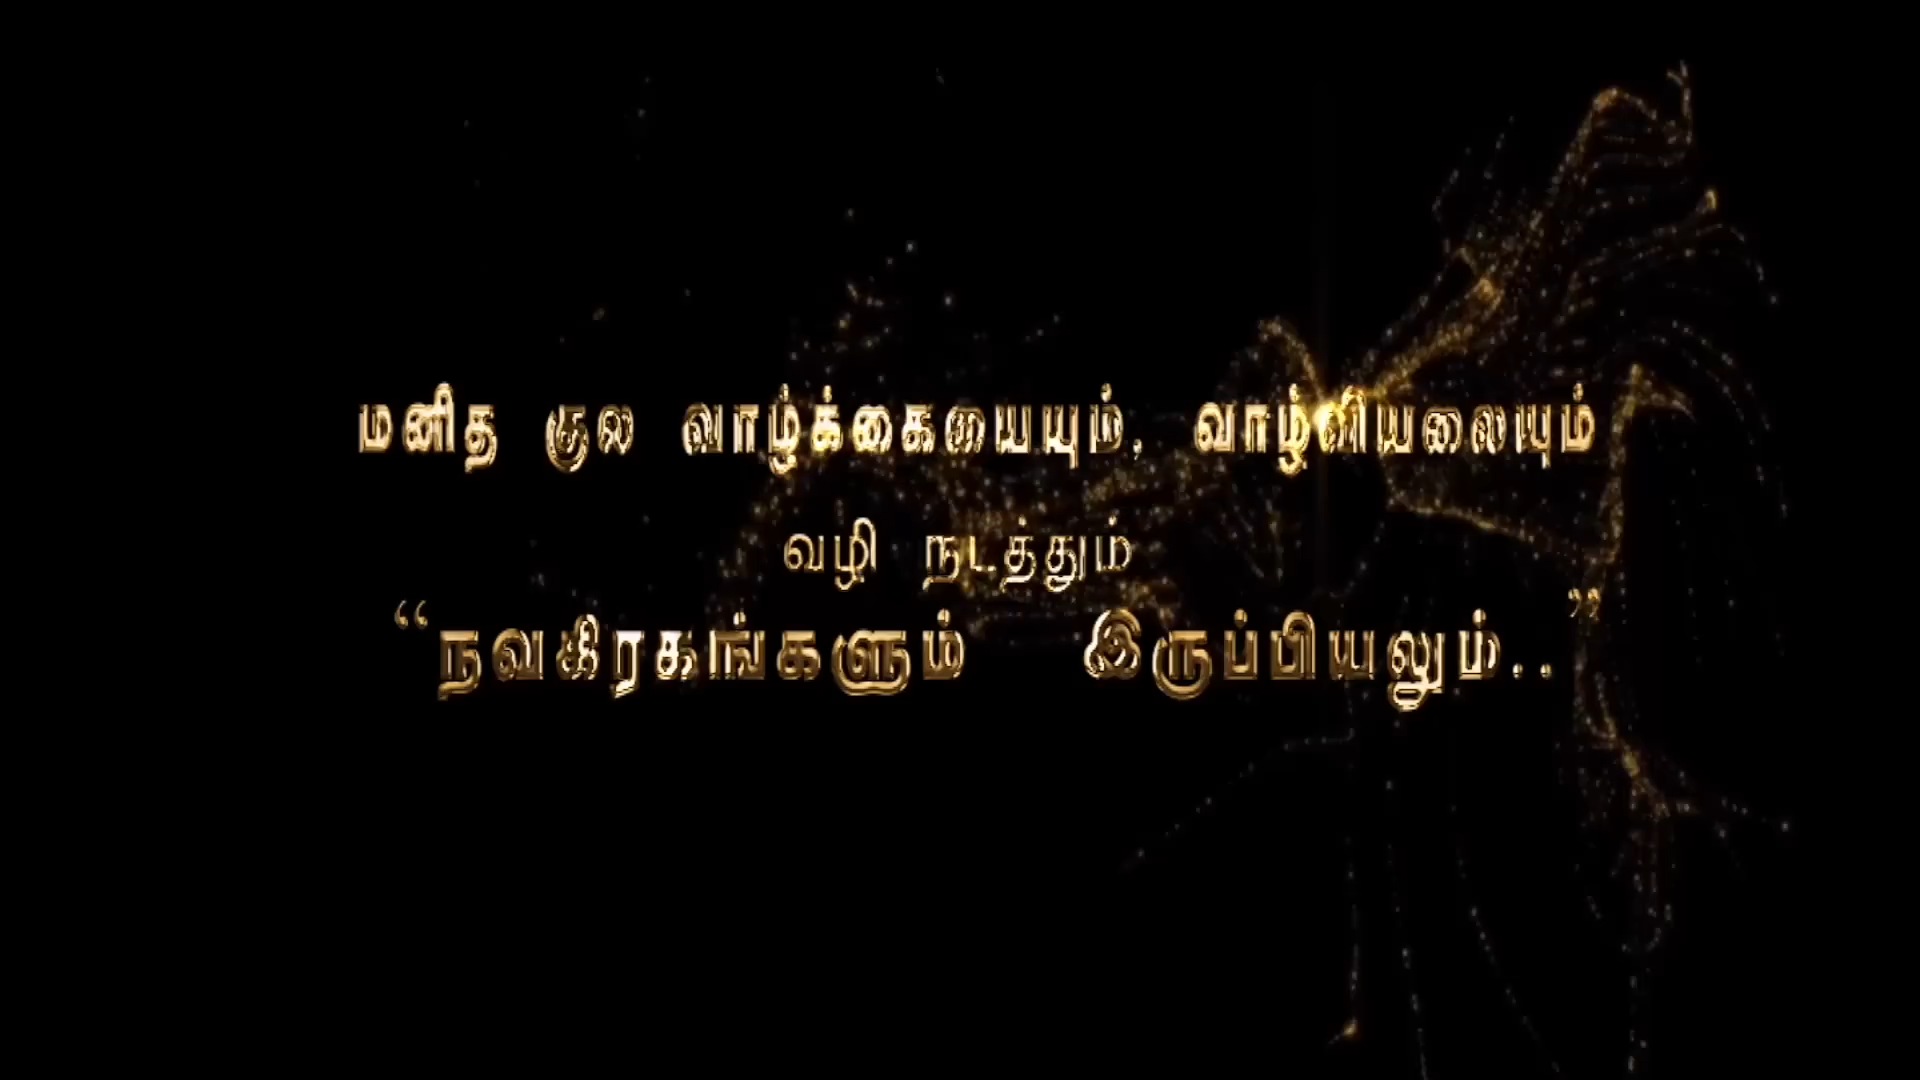 மனித குல வாழ்க்கையையும், வாழ்னியலையும்
வழி நடத்தும்
“நவகிரகங்களும் இருப்பியலும்..”